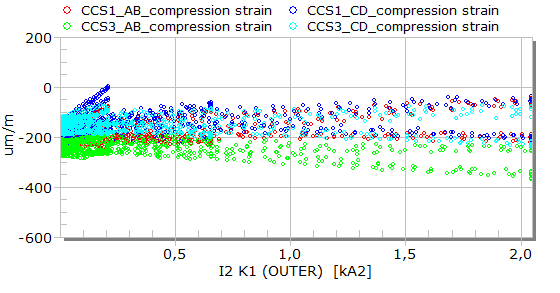 CCS1_AB_compression strain CCS1_CD_compression strain
CCS3_AB_compression strain CCS3_CD_compression strain
200
0
-200
-400
-600
um/m
0,5 1,0 1,5 2,0
I2 K1 (OUTER) [kA2]